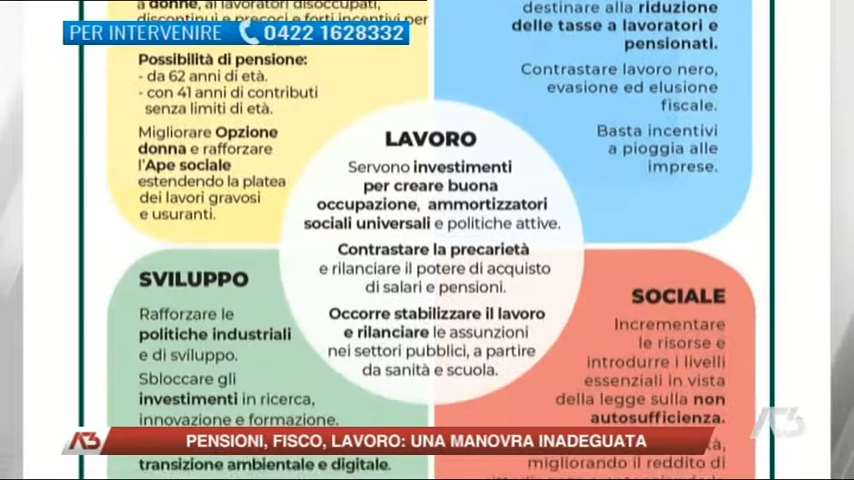 a donne, ai lavoratori disoccupati,
discontinui e precoci e forti incentivi per
PER INTERVENIRE 0422 1628332
Possibilità di pensione:
- da 62 anni di età.
- con 41 anni di contributi
senza limiti di età.
Migliorare Opzione
donna e rafforzare
l'Ape sociale
estendendo la platea
dei lavori gravosi
e usuranti.
destinare alla riduzione
delle tasse a lavoratori e
pensionati.
Contrastare lavoro nero,
evasione ed elusione
fiscale.
Basta incentivi
a pioggia alle
imprese.
LAVORO
Servono investimenti
per creare buona
occupazione, ammortizzatori
sociali universali e politiche attive.
Contrastare la precarietà
e rilanciare il potere di acquisto
di salari e pensioni.
Occorre stabilizzare il lavoro
e rilanciare le assunzioni
nei settori pubblici, a partire
da sanità e scuola.
SVILUPPO
Rafforzare le
politiche industriali
e di sviluppo.
Sbloccare gli
investimenti in ricerca,
innovazione e formazione.
transizione ambientale e digitale.
SOCIALE
Incrementare
le risorse e
introdurre i livelli
essenziali in vista
della legge sulla non
autosufficienza.
migliorando il reddito di
A3
A3 PENSIONI, FISCO, LAVORO: UNA MANOVRA INADEGUATA